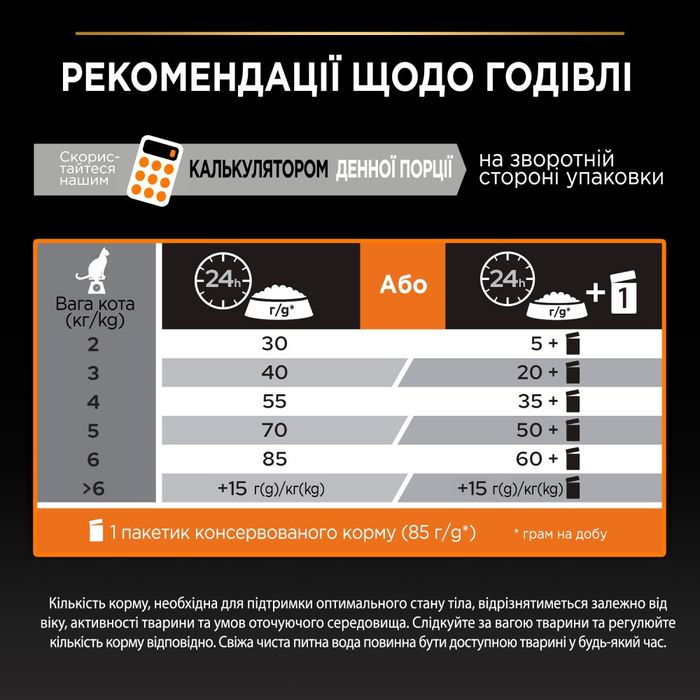 РЕКОМЕНДАЦІЇ ЩОДО ГОДІВЛІ
Скорис-
тайтеся
нашим
КАЛЬКУЛЯТОРОМ ДЕННОЇ ПОРЦІЇ
на зворотній
стороні упаковки
Вага кота
(кг/kg)
24h
г/g*
Або
24h
г/g*
+ 1
2 30 5 +
3 40 20 +
4 55 35 +
5 70 50 +
6 85 60 +
>6 +15 г(g)/кг(kg) +15 г(g)/кг(kg)
1 пакетик консервованого корму (85 г/g*) * грам на добу
Кількість корму, необхідна для підтримки оптимального стану тіла, відрізнятиметься залежно від
віку, активності тварини та умов оточуючого середовища. Слідкуйте за вагою тварини та регулюйте
кількість корму відповідно. Свіжа чиста питна вода повинна бути доступною тварині у будь-який час.